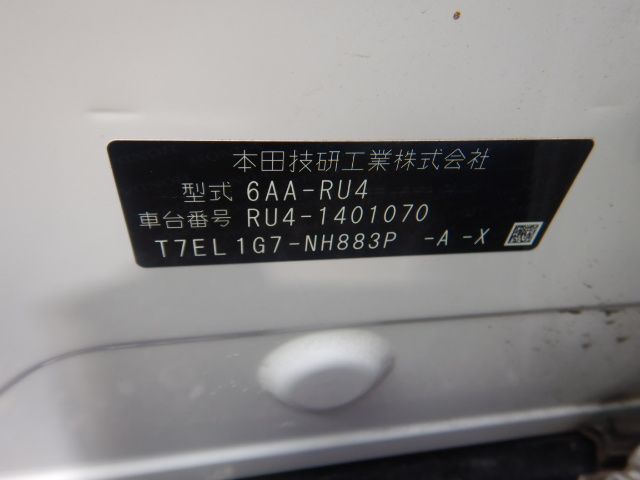 本田技研工業株式会社
型式 6AA-RU4
車台番号 RU4-1401070
T7EL1G7-NH883P -A-X